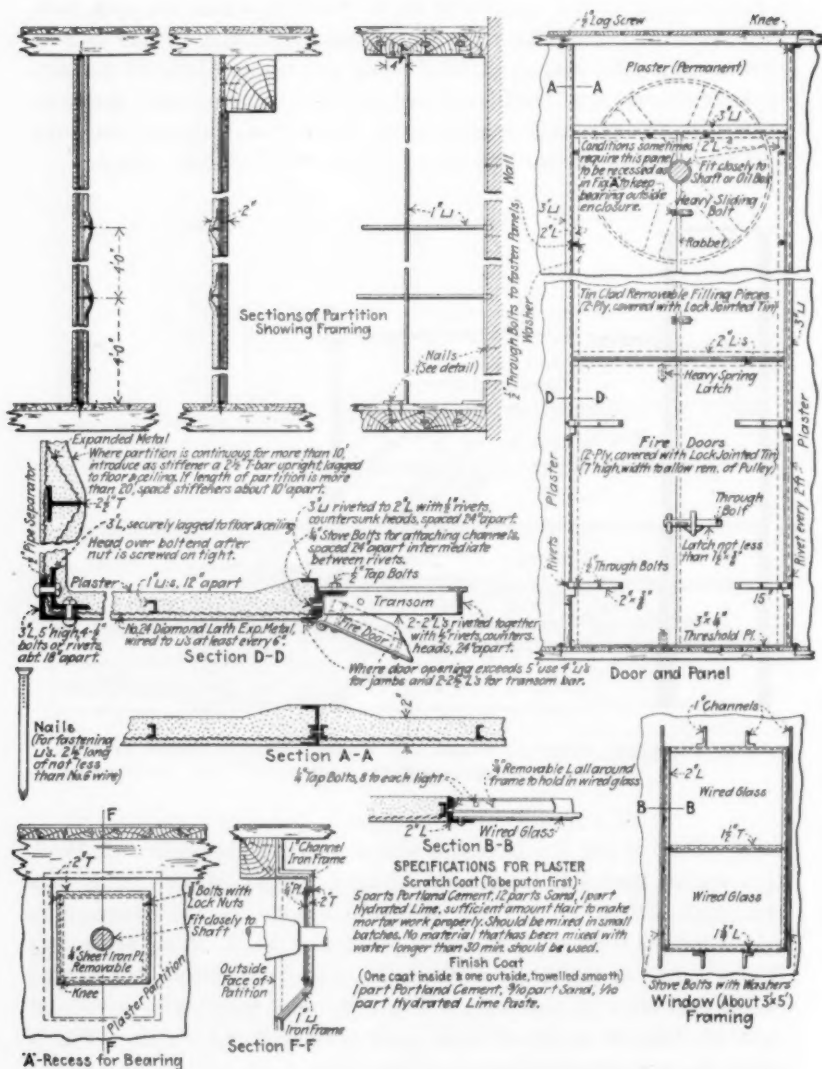 ½" Lag Screw
Knee
Plaster (Permanent)
A
A
3" ⊔
2" L
Conditions sometimes
require this panel
to be recessed as
in Fig "A" to keep
bearing outside
enclosure.
Fit closely to
Shaft or Oil Box
Heavy Sliding
Bolt
Rabbet
3" ⊔
2" L
Tin Clad Removable Filling Pieces
(2-Ply, covered with Lock Jointed Tin)
3" ⊔
2" L:s
Heavy Spring
Latch
D
D
Fire Doors
(2-Ply, covered with Lock Jointed Tin)
(7' high, width to allow rem. of Pulley)
Through
Bolt
Latch not less
than 1½"×⅜"
½" Through Bolts
2"×⅜"
15"
3"×¼"
Threshold Pl.
Rivets
Plaster
Plaster
Rivet every 2 ft.
Door and Panel
4"
2"
1" ⊔
Wall
½" Through Bolts to fasten Panels
Washer
4'0"
4'0"
Sections of Partition
Showing Framing
Nails
(See detail)
Expanded Metal
Where partition is continuous for more than 10,'
introduce as stiffener a 2½" T-bar upright, lagged
to floor & ceiling. If length of partition is more
than 20', space stiffeners about 10' apart.
2½" T
½" Pipe Separator
3" L, securely lagged to floor & ceiling
Head over bolt end after
nut is screwed on tight.
Plaster
1" ⊔:s, 12" apart
3" ⊔ riveted to 2" L with ¼" rivets,
countersunk heads, spaced 24" apart.
¼" Stove Bolts for attaching channels,
spaced 24" apart intermediate
between rivets.
½" Tap Bolts
Transom
Fire Door
3" L, 5' high, 4-½"
bolts or rivets,
abt. 18" apart.
No. 24 Diamond Lath Exp. Metal,
wired to ⊔'s at least every 6".
Section D-D
2-2" L's riveted together
with ¼" rivets, counters.
heads, 24" apart.
Where door opening exceeds 5' use 4" ⊔'s
for jambs and 2-2½" L's for transom bar.
Nails
(For fastening
⊔'s. 2½" long
of not less
than No. 6 wire)
2"
Section A-A
¼" Tap Bolts, 8 to each light
Removable L all around
frame to hold in wired glass
2" L
Wired Glass
Section B-B
1" Channels
2" L
B
B
Wired Glass
1½" T
Wired Glass
1½" L
Stove Bolts with Washers
Window (About 3'×5')
Framing
F
2" T
Bolts with
Lock Nuts
Fit closely to
Shaft
Sheet Iron Pl.
Removable
Knee
Plaster Partition
F
"A"-Recess for Bearing
1" Channel
Iron Frame
Pl.
2" T
Outside
Face of
Patition
1" ⊔
Iron Frame
Section F-F
SPECIFICATIONS FOR PLASTER
Scratch Coat (To be put on first):
5 parts Portland Cement, 12 parts Sand, 1 part
Hydrated Lime, sufficient amount Hair to make
mortar work properly. Should be mixed in small
batches. No material that has been mixed with
water longer than 30 min. should be used.
Finish Coat
(One coat inside & one outside, trowelled smooth)
1 part Portland Cement, 9/10 part Sand, 1/10
part Hydrated Lime Paste.